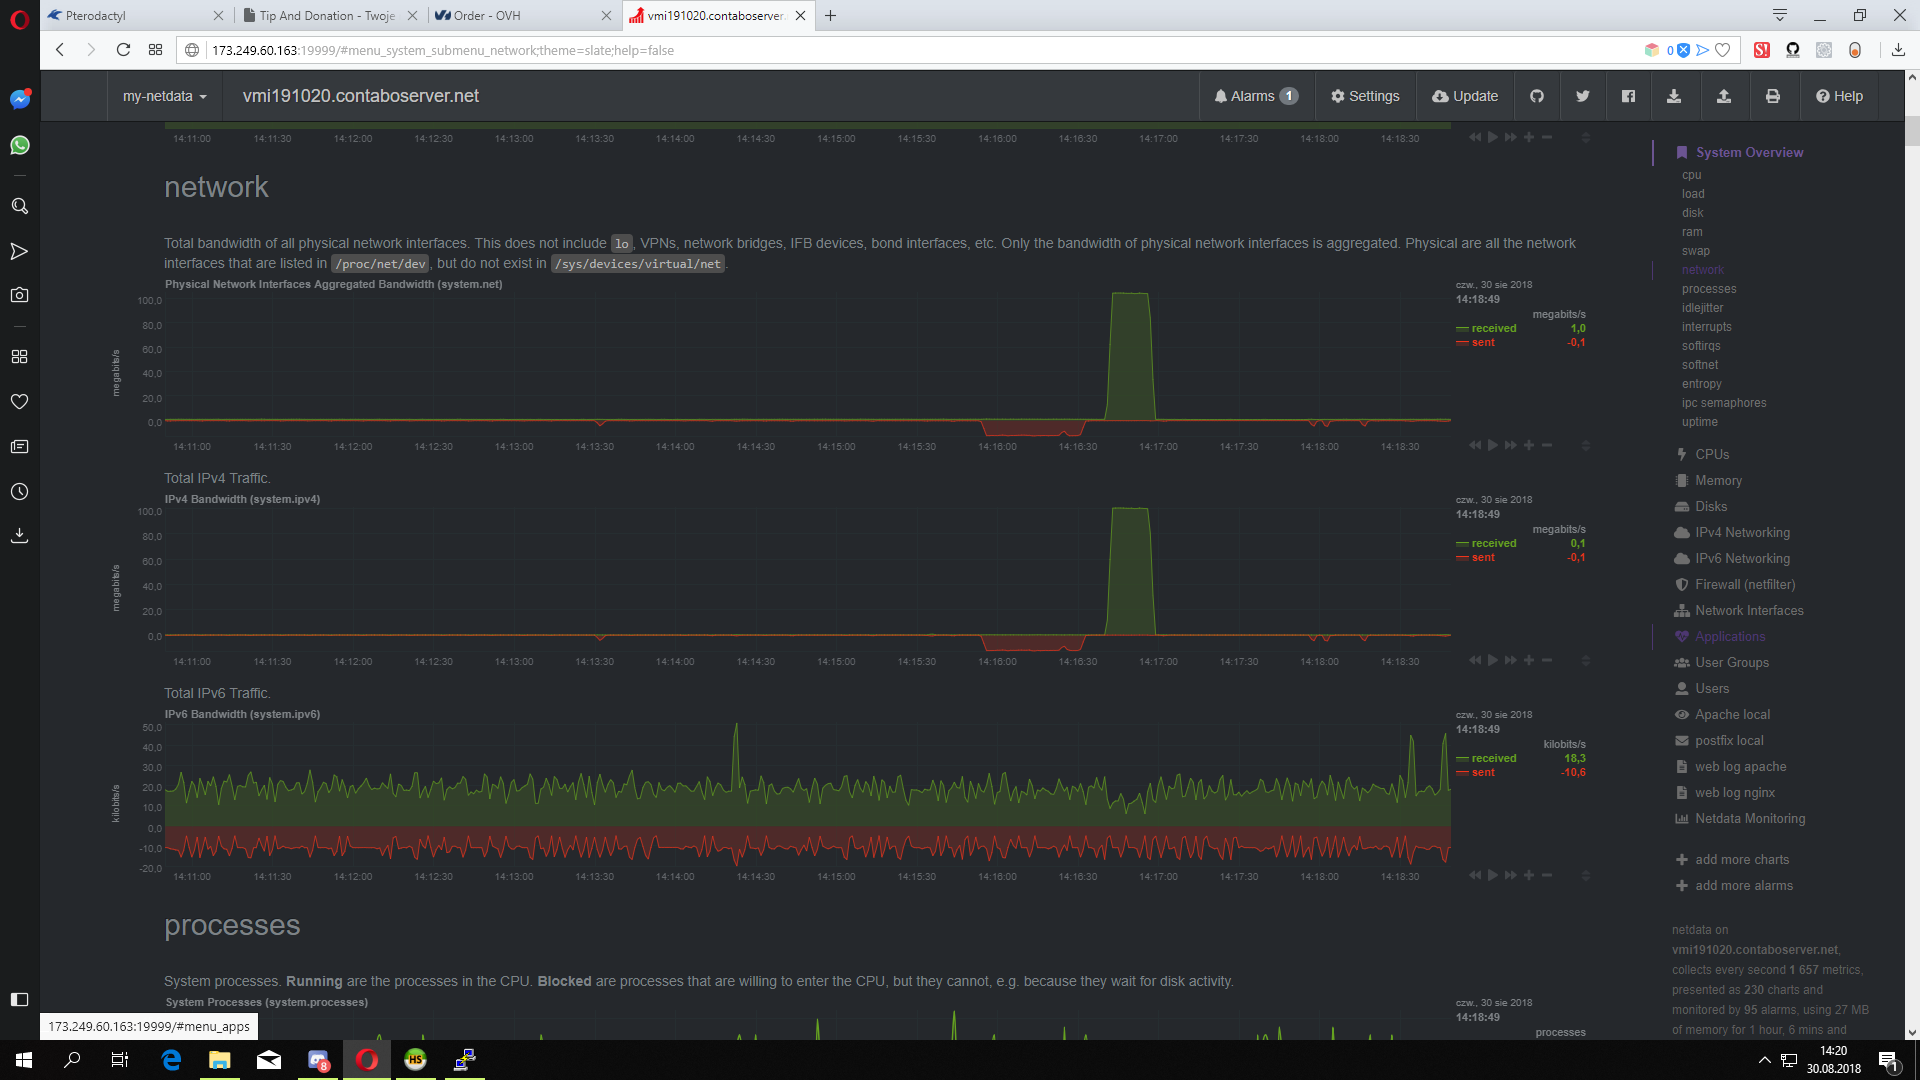 Pterodactyl
Tip And Donation - Twoje
Order - OVH
vmi191020.contaboserver.
173.249.60.163:19999/#menu_system_submenu_network;theme=slate;help=false
0
my-netdata
vmi191020.contaboserver.net
Alarms 1
Settings
Update
Help
14:11:00 14:11:30 14:12:00 14:12:30 14:13:00 14:13:30 14:14:00 14:14:30 14:15:00 14:15:30 14:16:00 14:16:30 14:17:00 14:17:30 14:18:00 14:18:30
network
Total bandwidth of all physical network interfaces. This does not include lo, VPNs, network bridges, IFB devices, bond interfaces, etc. Only the bandwidth of physical network interfaces is aggregated. Physical are all the network
interfaces that are listed in /proc/net/dev, but do not exist in /sys/devices/virtual/net.
Physical Network Interfaces Aggregated Bandwidth (system.net)
100,0
80,0
60,0
40,0
20,0
0,0
megabits/s
czw., 30 sie 2018
14:18:49
megabits/s
received 1,0
sent -0,1
14:11:00 14:11:30 14:12:00 14:12:30 14:13:00 14:13:30 14:14:00 14:14:30 14:15:00 14:15:30 14:16:00 14:16:30 14:17:00 14:17:30 14:18:00 14:18:30
Total IPv4 Traffic.
IPv4 Bandwidth (system.ipv4)
100,0
80,0
60,0
40,0
20,0
0,0
megabits/s
czw., 30 sie 2018
14:18:49
megabits/s
received 0,1
sent -0,1
14:11:00 14:11:30 14:12:00 14:12:30 14:13:00 14:13:30 14:14:00 14:14:30 14:15:00 14:15:30 14:16:00 14:16:30 14:17:00 14:17:30 14:18:00 14:18:30
Total IPv6 Traffic.
IPv6 Bandwidth (system.ipv6)
50,0
40,0
30,0
20,0
10,0
0,0
-10,0
-20,0
kilobits/s
czw., 30 sie 2018
14:18:49
kilobits/s
received 18,3
sent -10,6
14:11:00 14:11:30 14:12:00 14:12:30 14:13:00 14:13:30 14:14:00 14:14:30 14:15:00 14:15:30 14:16:00 14:16:30 14:17:00 14:17:30 14:18:00 14:18:30
processes
System processes. Running are the processes in the CPU. Blocked are processes that are willing to enter the CPU, but they cannot, e.g. because they wait for disk activity.
System Processes (system.processes)
czw., 30 sie 2018
14:18:49
processes
System Overview
cpu
load
disk
ram
swap
network
processes
idlejitter
interrupts
softirqs
softnet
entropy
ipc semaphores
uptime
CPUs
Memory
Disks
IPv4 Networking
IPv6 Networking
Firewall (netfilter)
Network Interfaces
Applications
User Groups
Users
Apache local
postfix local
web log apache
web log nginx
Netdata Monitoring
add more charts
add more alarms
netdata on
vmi191020.contaboserver.net,
collects every second 1 657 metrics,
presented as 230 charts and
monitored by 95 alarms, using 27 MB
of memory for 1 hour, 6 mins and
173.249.60.163:19999/#menu_apps
8
HS
14:20
30.08.2018
1